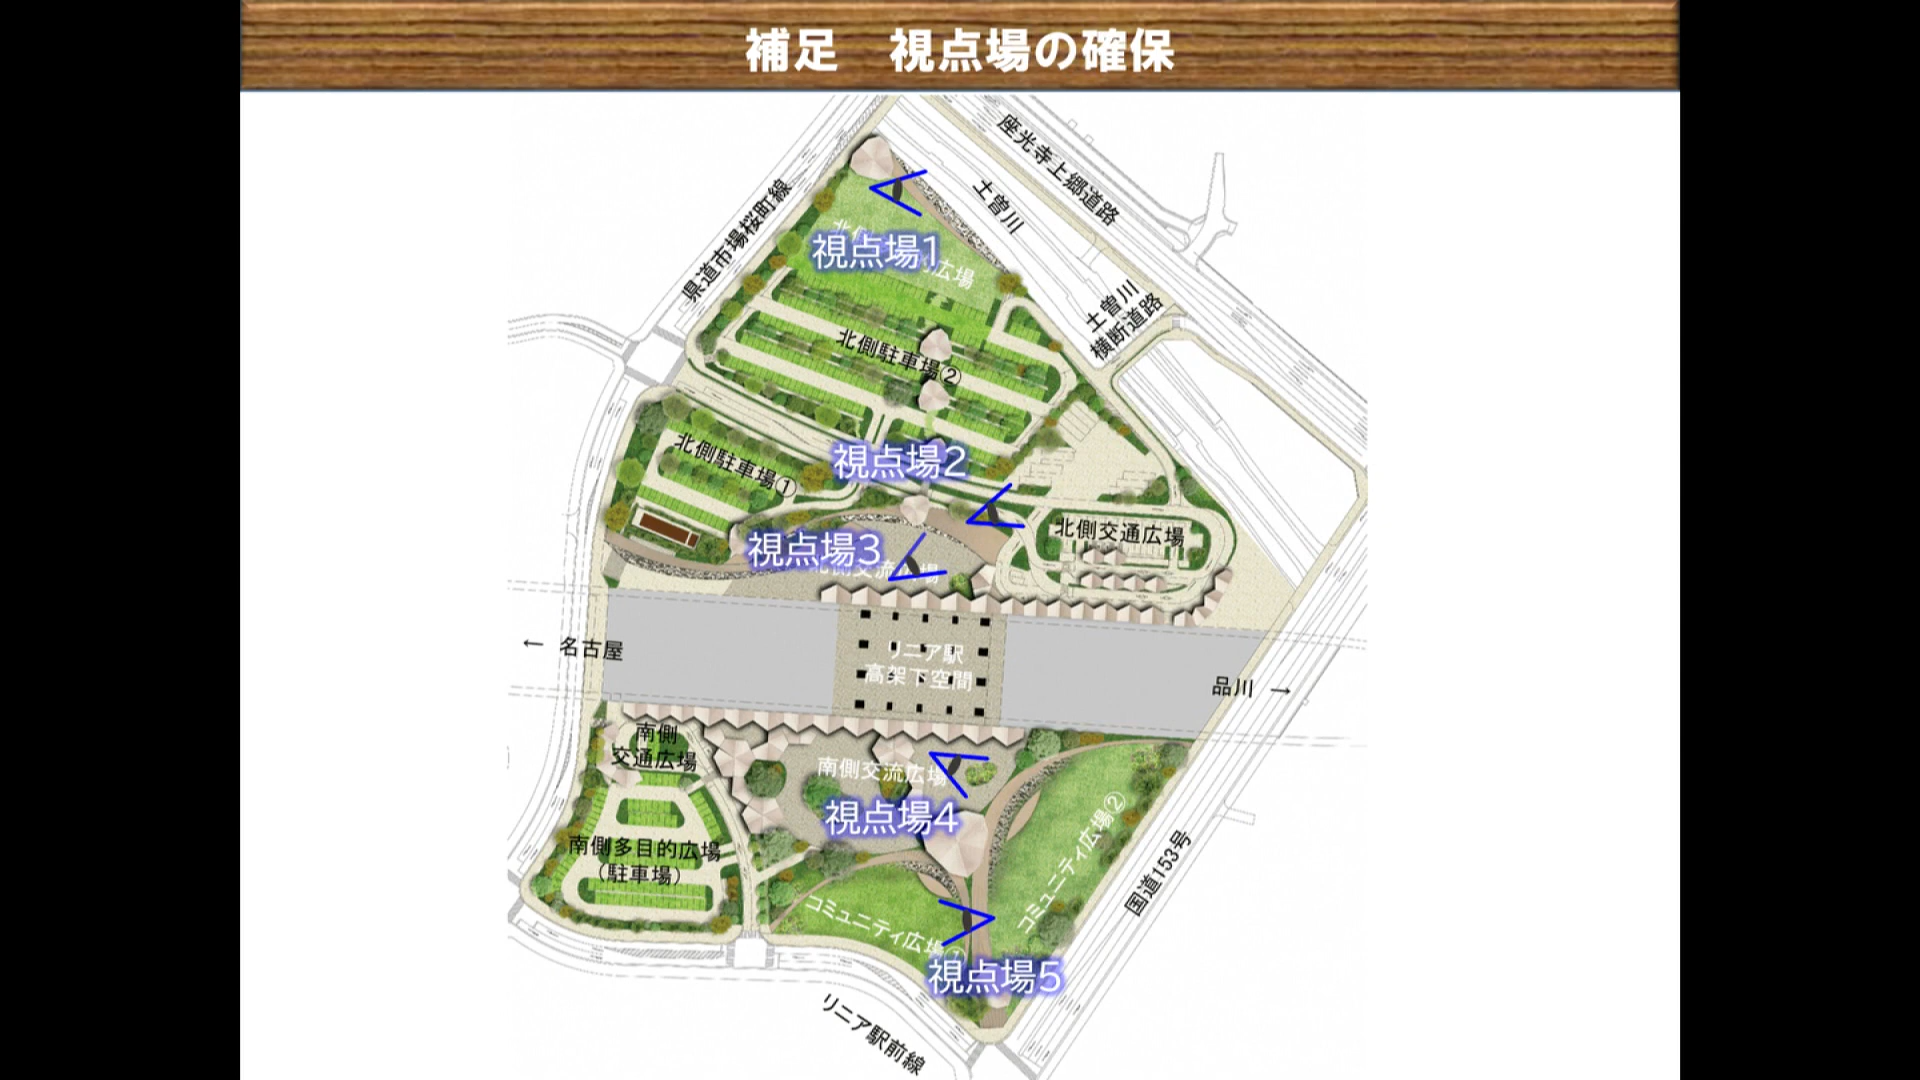 補足　視点場の確保
座光寺上郷道路
土曽川
県道市場桜町線
視点場1
土曽川
横断道路
北側駐車場②
北側駐車場①
視点場2
北側交通広場
視点場3
北側交流広場
← 名古屋
リニア駅
高架下空間
品川 →
南側
交通広場
南側交流広場
視点場4
南側多目的広場
（駐車場）
コミュニティ広場②
国道153号
コミュニティ広場①
視点場5
リニア駅前線